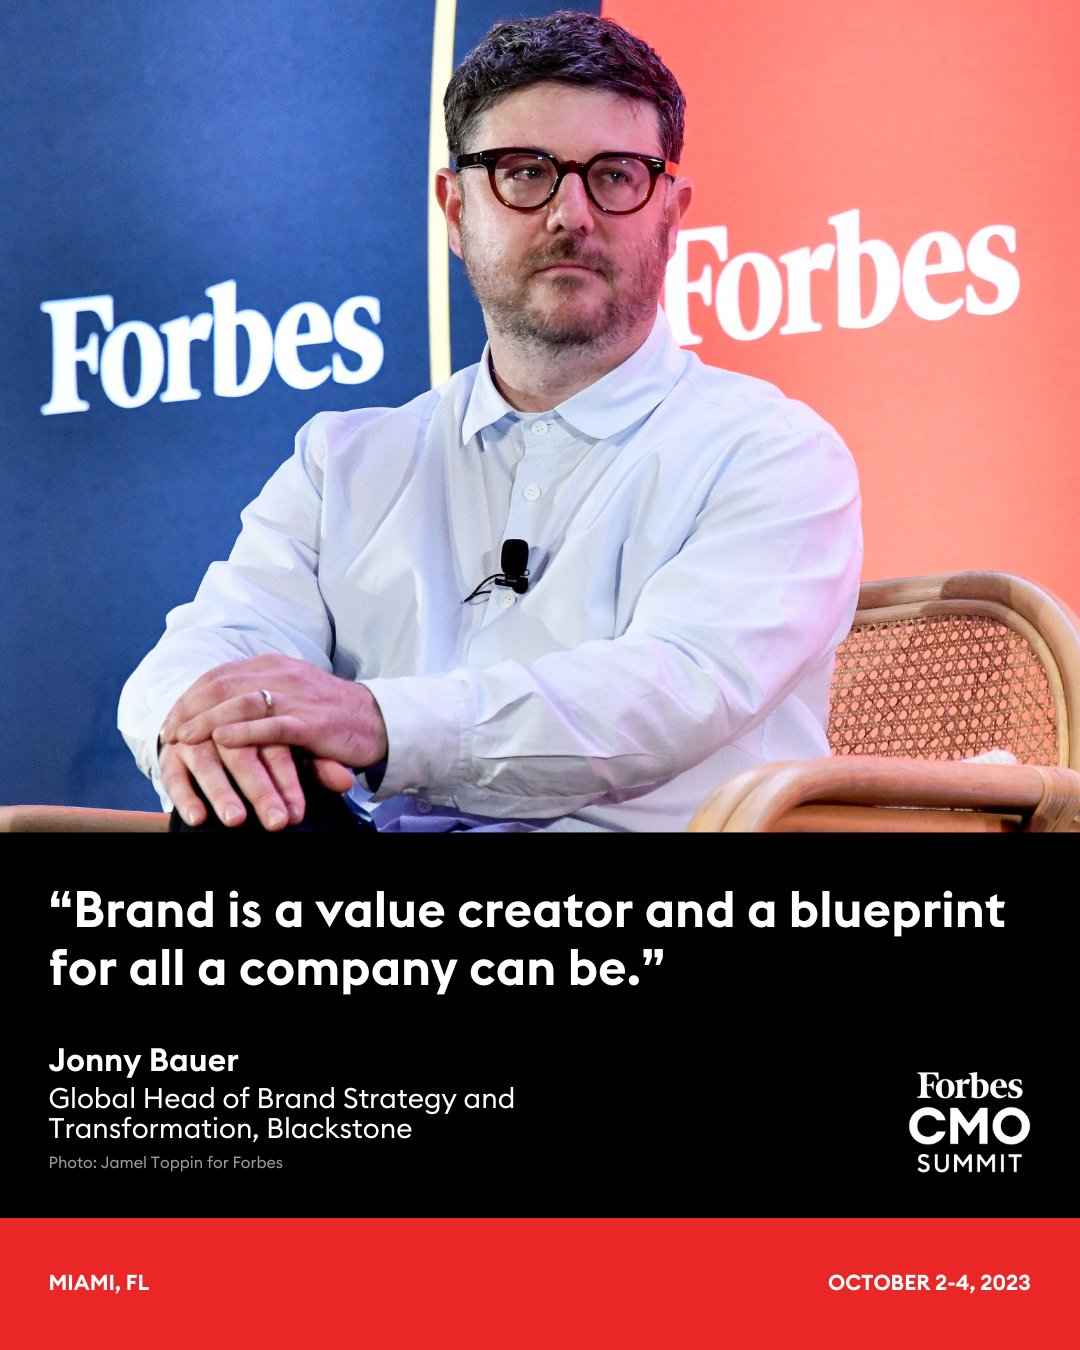 Forbes
Forbes
“Brand is a value creator and a blueprint
for all a company can be.”
Jonny Bauer
Global Head of Brand Strategy and
Transformation, Blackstone
Photo: Jamel Toppin for Forbes
Forbes
CMO
SUMMIT
MIAMI, FL
OCTOBER 2-4, 2023